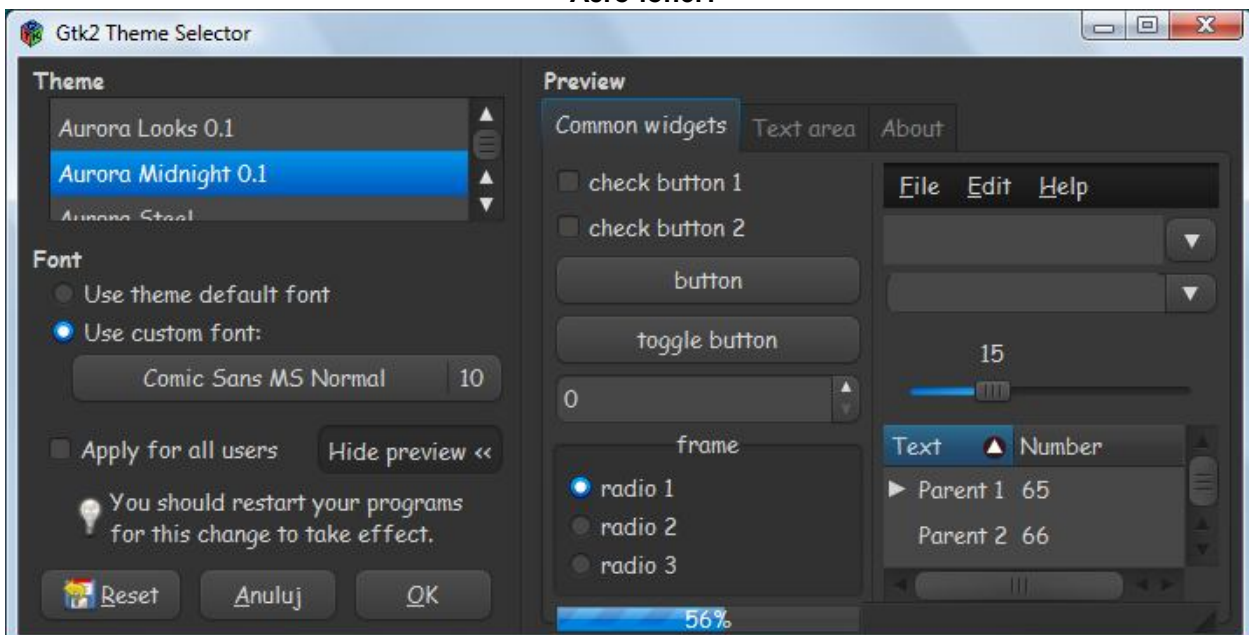 Gtk2 Theme Selector
Theme
Aurora Looks 0.1
Aurora Midnight 0.1
Aurora Steel
Font
Use theme default font
Use custom font:
Comic Sans MS Normal 10
Apply for all users Hide preview <<
You should restart your programs
for this change to take effect.
Reset Anuluj OK
Preview
Common widgets Text area About
check button 1
check button 2
button
toggle button
0
frame
radio 1
radio 2
radio 3
56%
File Edit Help
15
Text Number
Parent 1 65
Parent 2 66